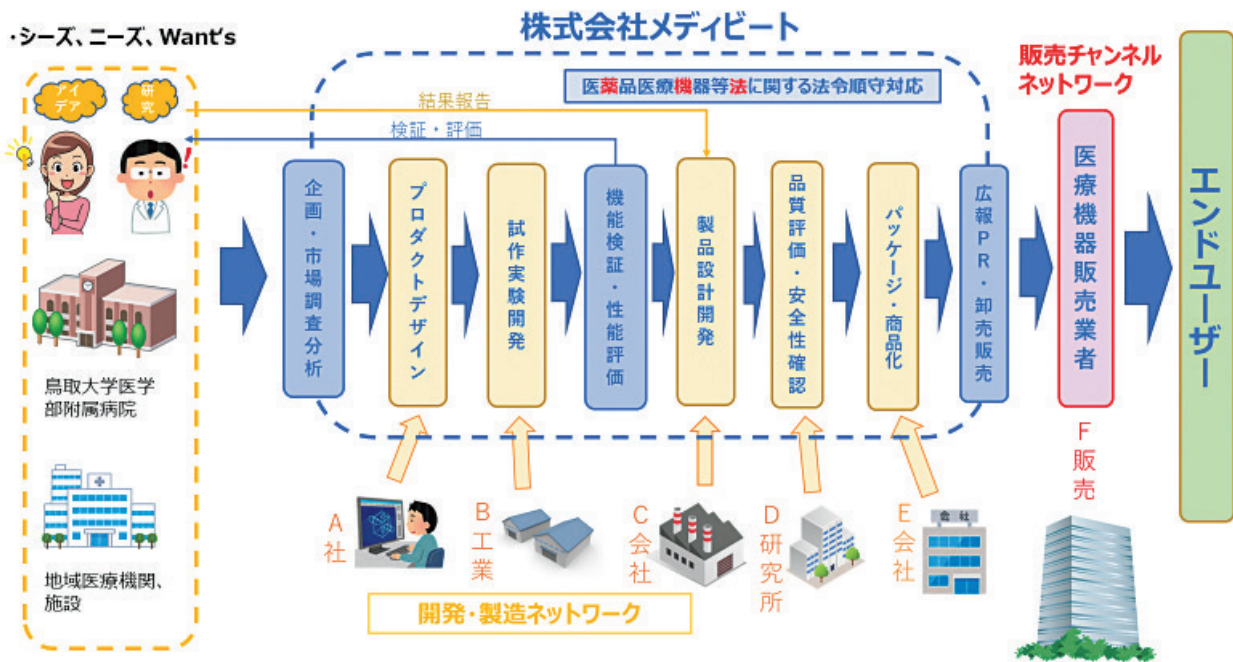 ・シーズ、ニーズ、Want's
アイ
デア
研
究
鳥取大学医学
部附属病院
地域医療機関、
施設
株式会社メディビート
医薬品医療機器等法に関する法令順守対応
結果報告
検証・評価
企画・市場調査分析
プロダクトデザイン
試作実験開発
機能検証・性能評価
製品設計開発
品質評価・安全性確認
パッケージ・商品化
広報PR・卸売販売
A社
B工業
C会社
D研究所
E会社
会社
開発・製造ネットワーク
販売チャンネル
ネットワーク
医療機器販売業者
F販売
エンドユーザー